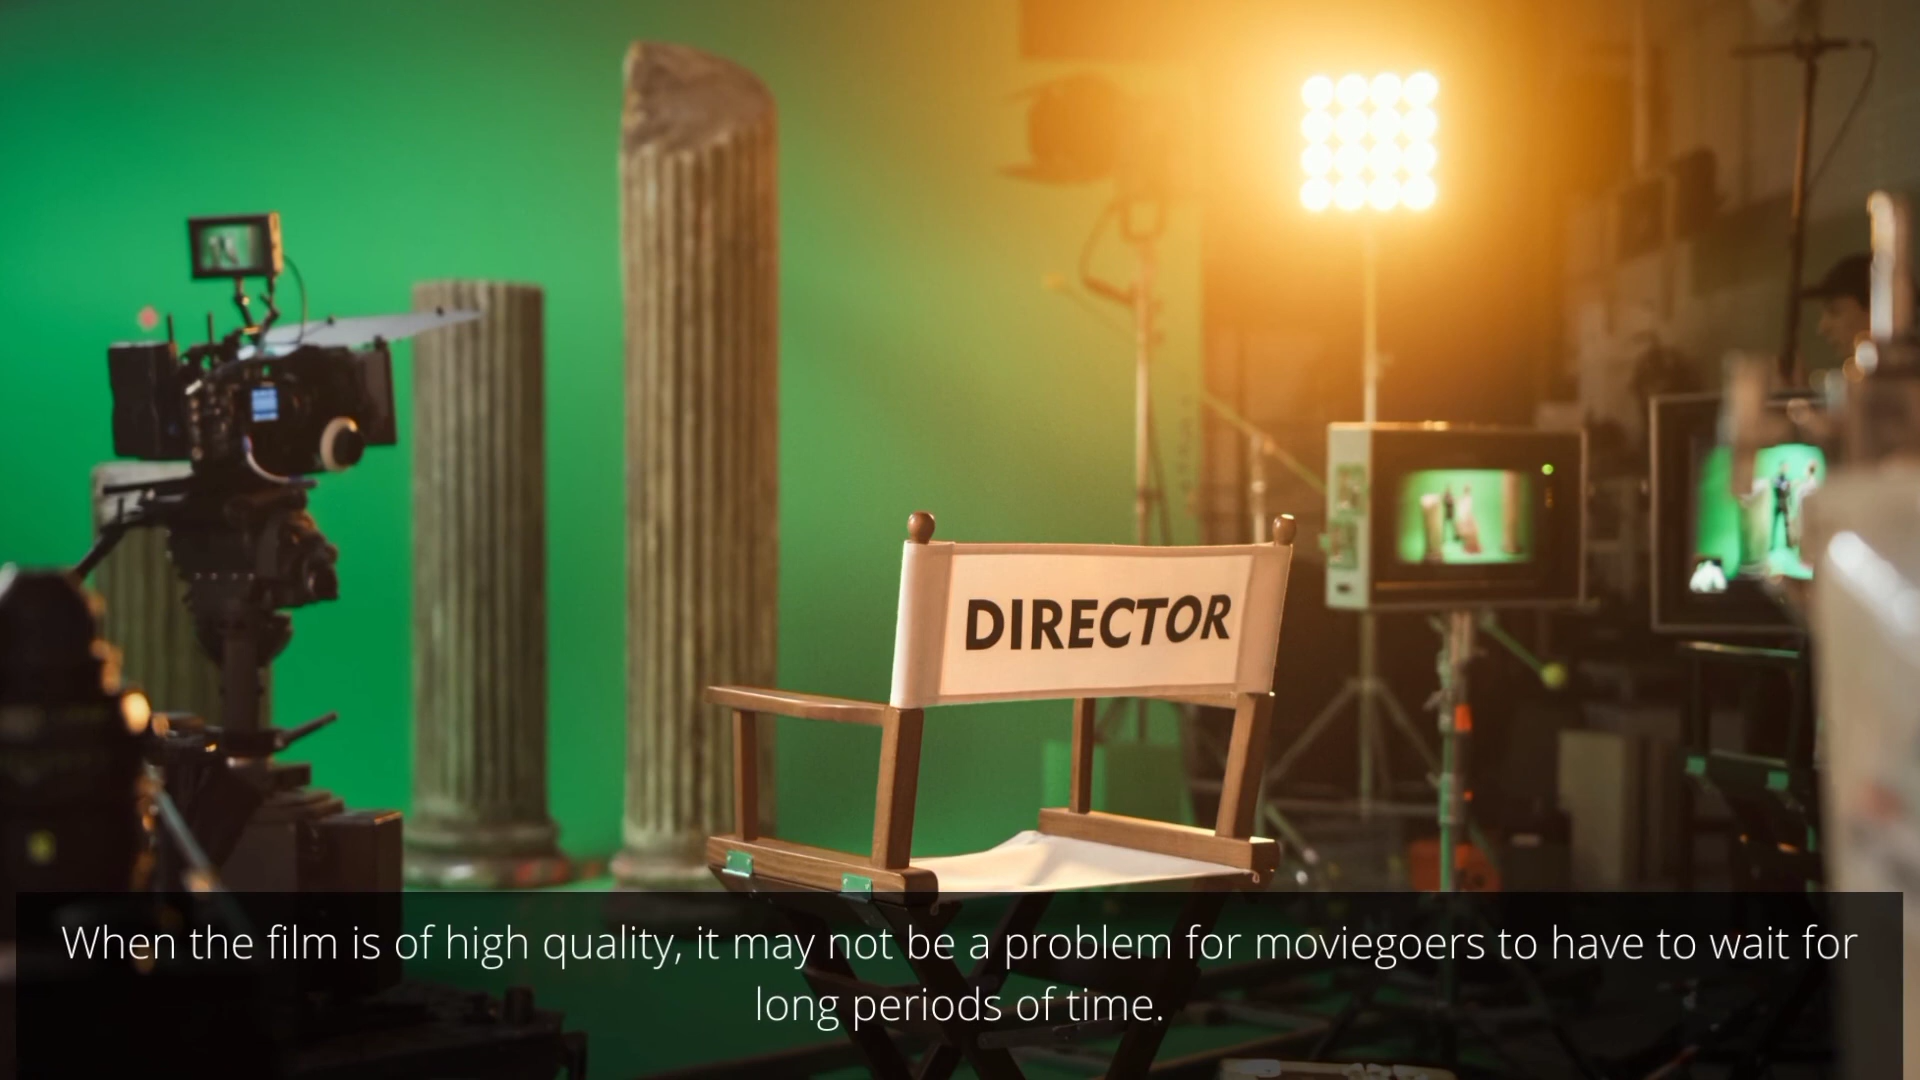 DIRECTOR
When the film is of high quality, it may not be a problem for moviegoers to have to wait for
long periods of time.